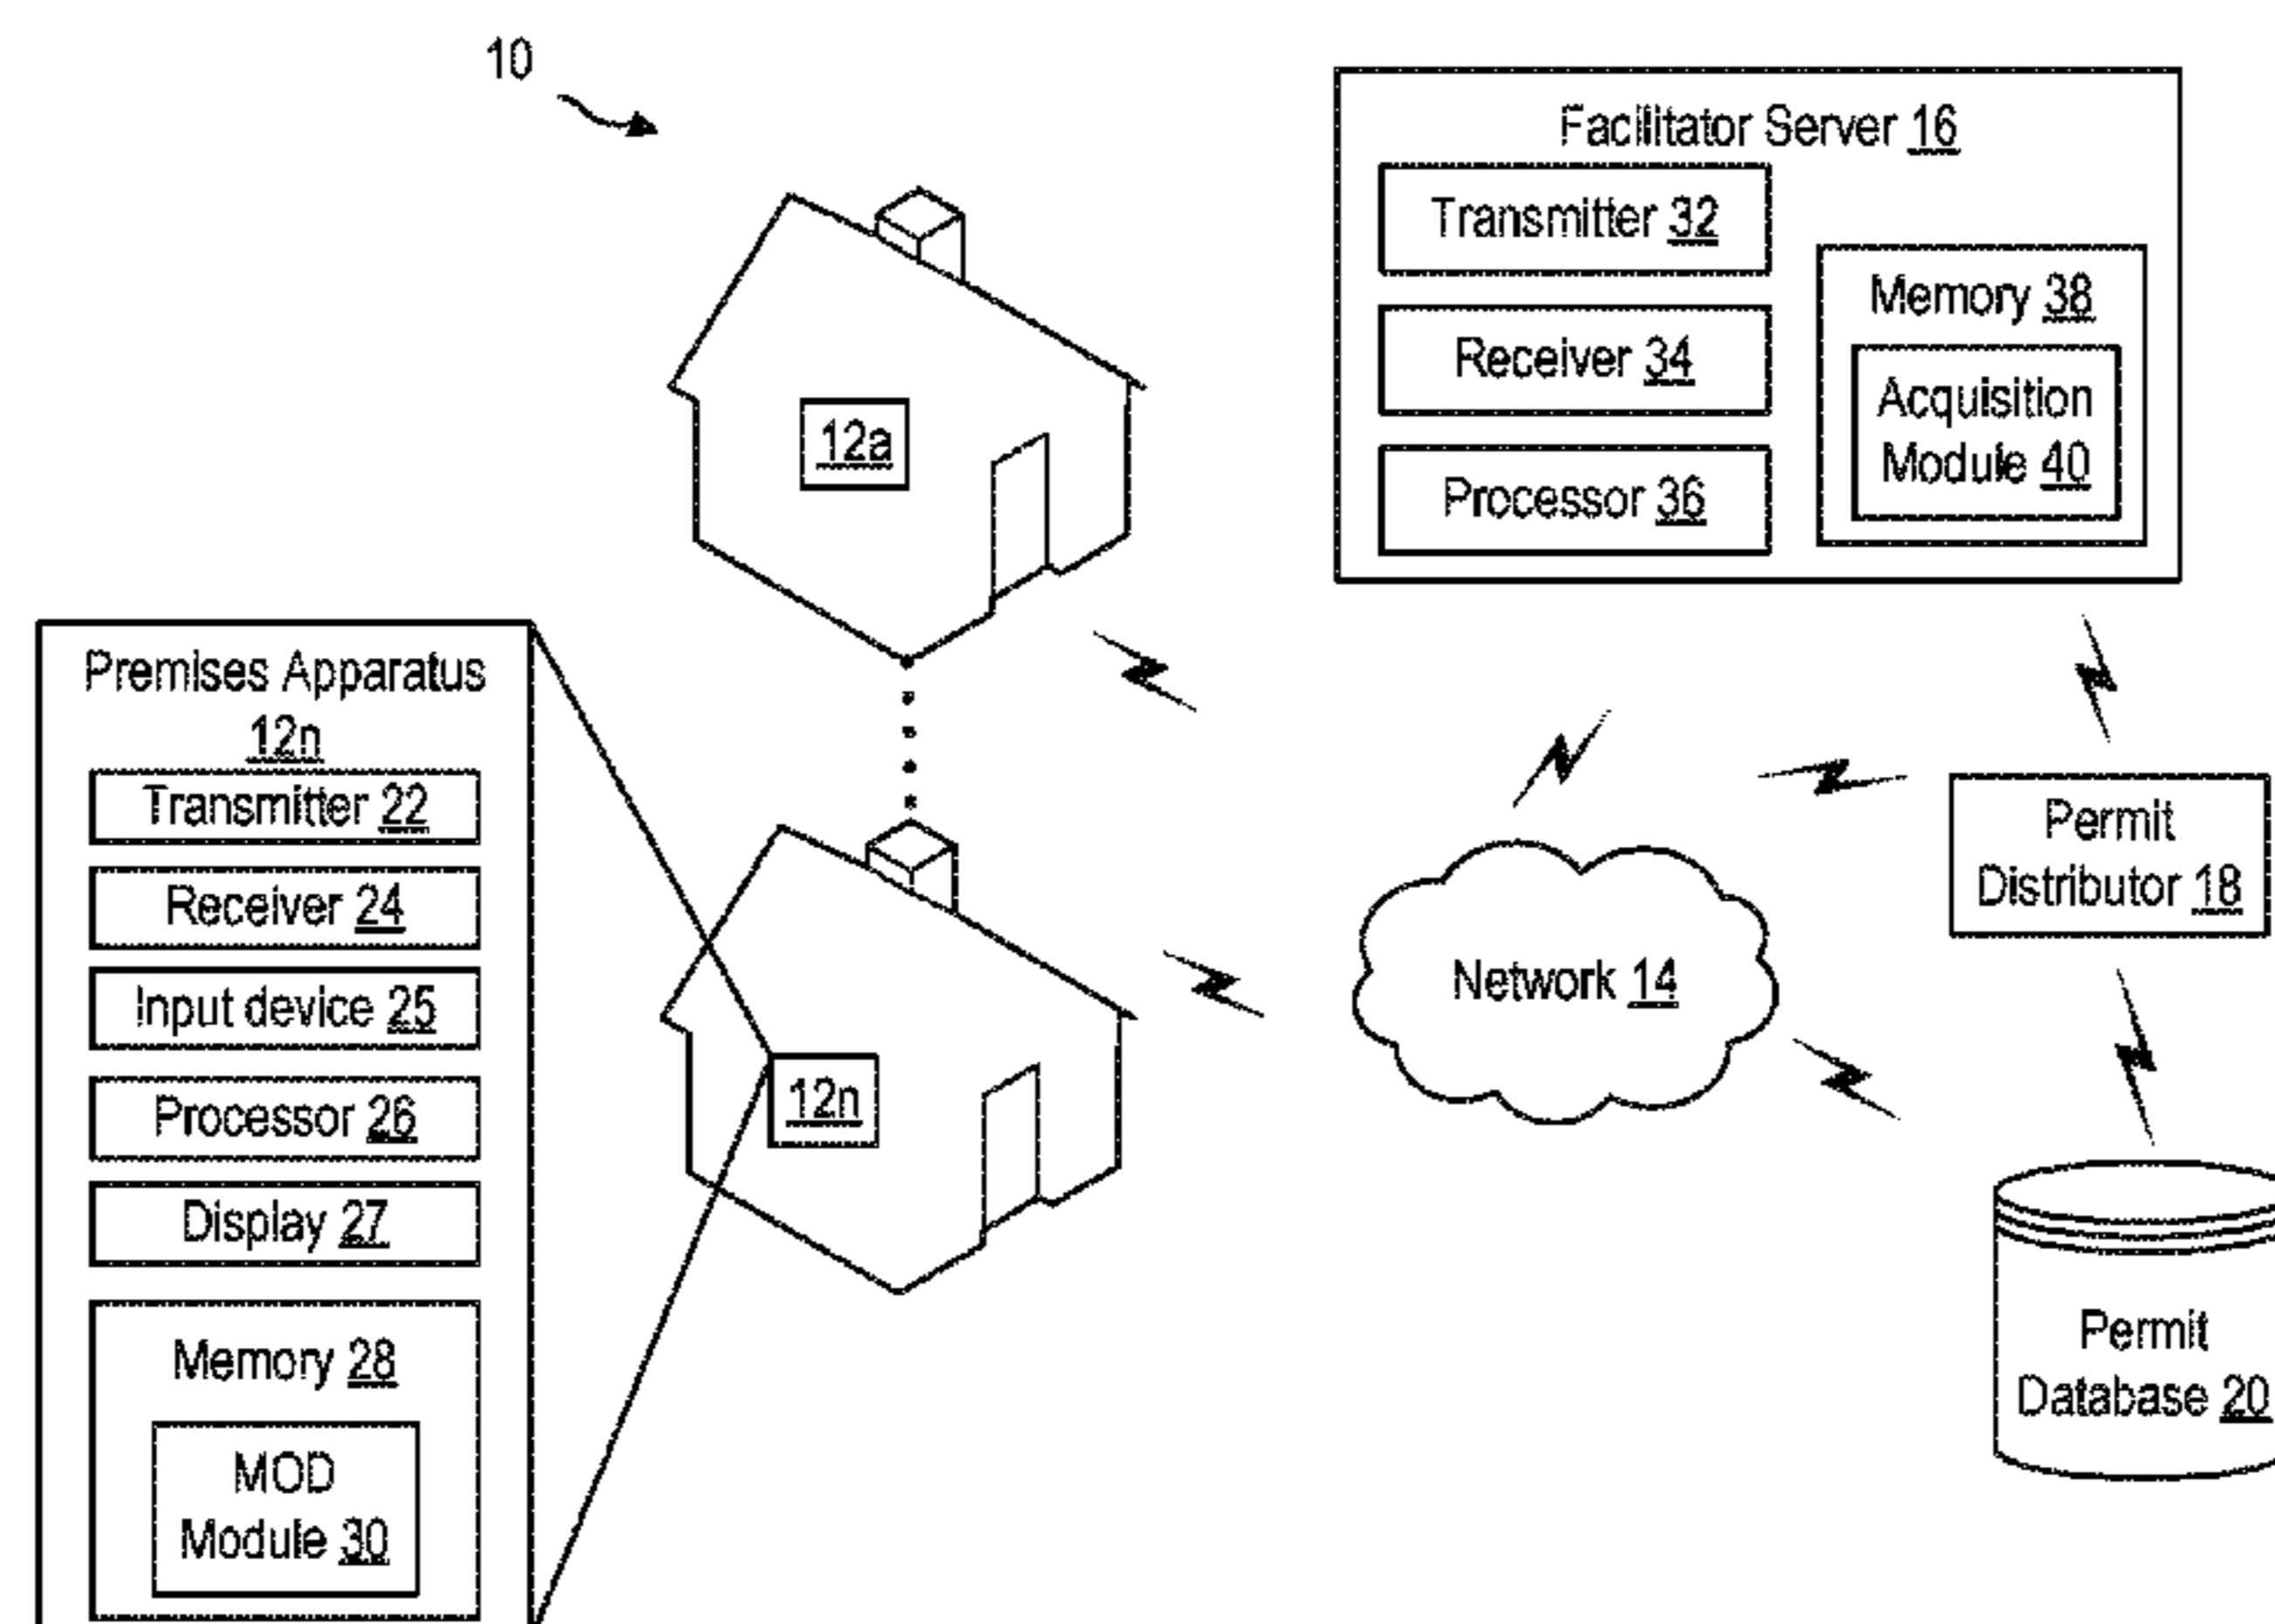 10
Facilitator Server 16
Transmitter 32
Receiver 34
Processor 36
Memory 38
Acquisition
Module 40
12a
Premises Apparatus
12n
Transmitter 22
Receiver 24
Input device 25
Processor 26
Display 27
Memory 28
MOD
Module 30
12n
Network 14
Permit
Distributor 18
Permit
Database 20